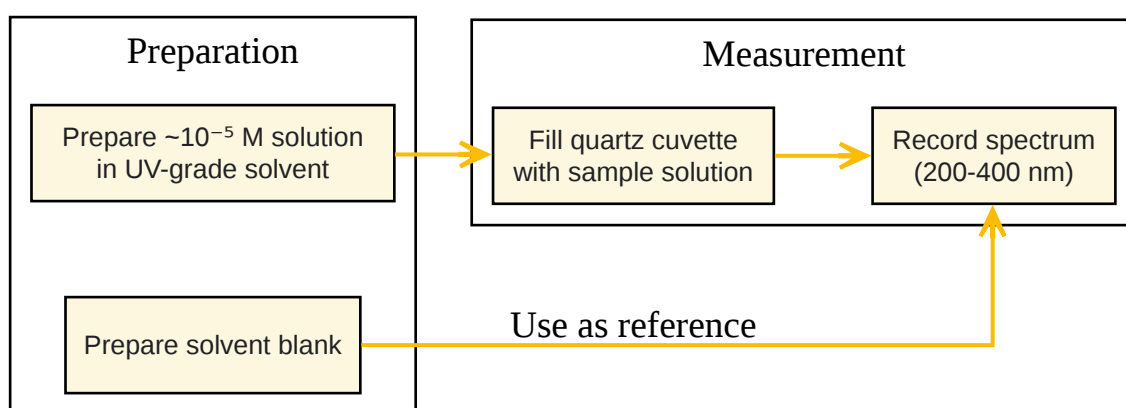 Preparation
Prepare ~10⁻⁵ M solution
in UV-grade solvent
Prepare solvent blank
Measurement
Fill quartz cuvette
with sample solution
Record spectrum
(200-400 nm)
Use as reference